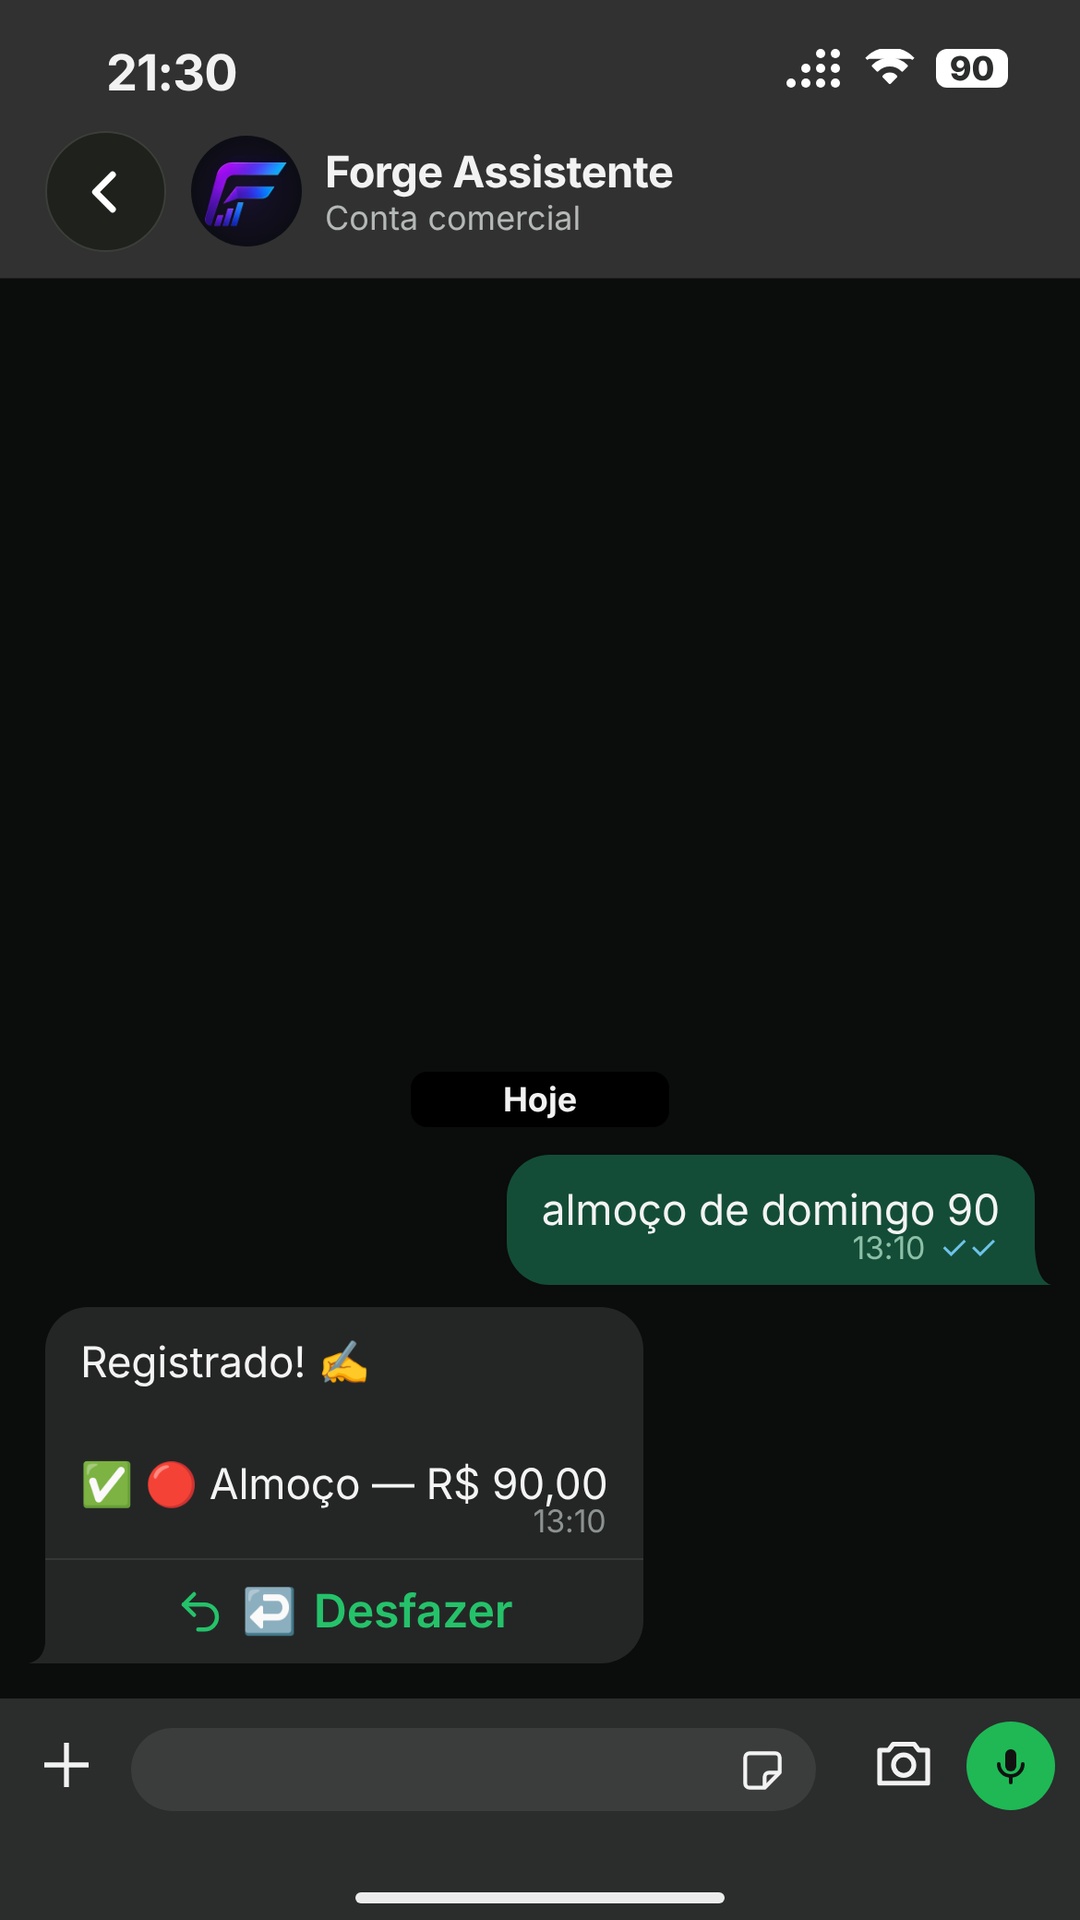 21:30
90
Forge Assistente
Conta comercial
Hoje
almoço de domingo 90
13:10
Registrado! ✍️
✅ 🔴 Almoço — R$ 90,00
13:10
↩️ Desfazer